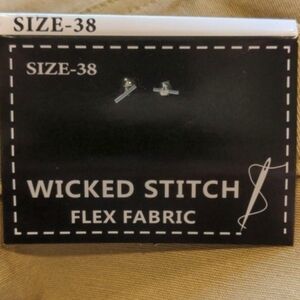 SIZE-38
SIZE-38
WICKED STITCH
FLEX FABRIC